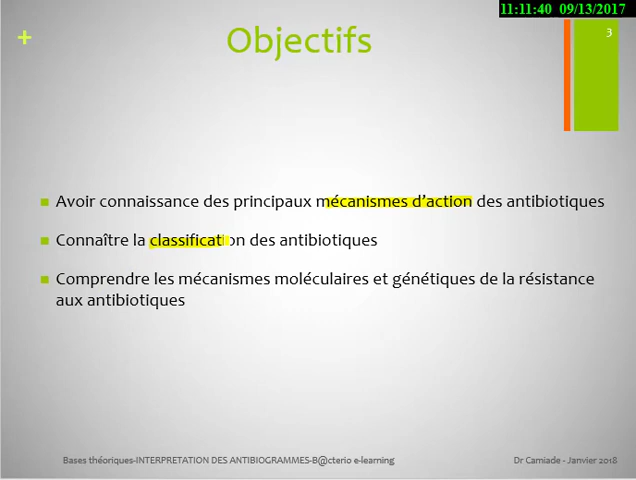 11:11:40 09/13/2017
+
Objectifs
3
Avoir connaissance des principaux mécanismes d'action des antibiotiques
Connaître la classification des antibiotiques
Comprendre les mécanismes moléculaires et génétiques de la résistance
aux antibiotiques
Bases théoriques-INTERPRETATION DES ANTIBIOGRAMMES-B@cterio e-learning
Dr Camiade - Janvier 2018